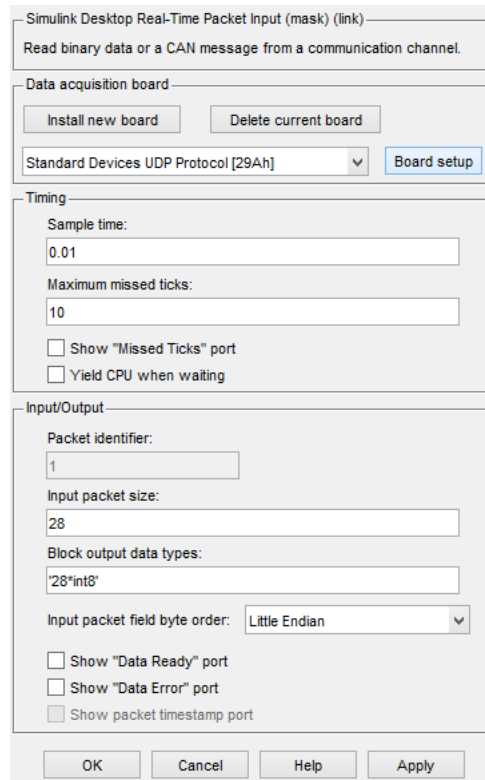 Simulink Desktop Real-Time Packet Input (mask) (link)
Read binary data or a CAN message from a communication channel.
Data acquisition board
Install new board
Delete current board
Standard Devices UDP Protocol [29Ah]
Board setup
Timing
Sample time:
0.01
Maximum missed ticks:
10
Show "Missed Ticks" port
Yield CPU when waiting
Input/Output
Packet identifier:
1
Input packet size:
28
Block output data types:
'28*int8'
Input packet field byte order: Little Endian
Show "Data Ready" port
Show "Data Error" port
Show packet timestamp port
OK Cancel Help Apply